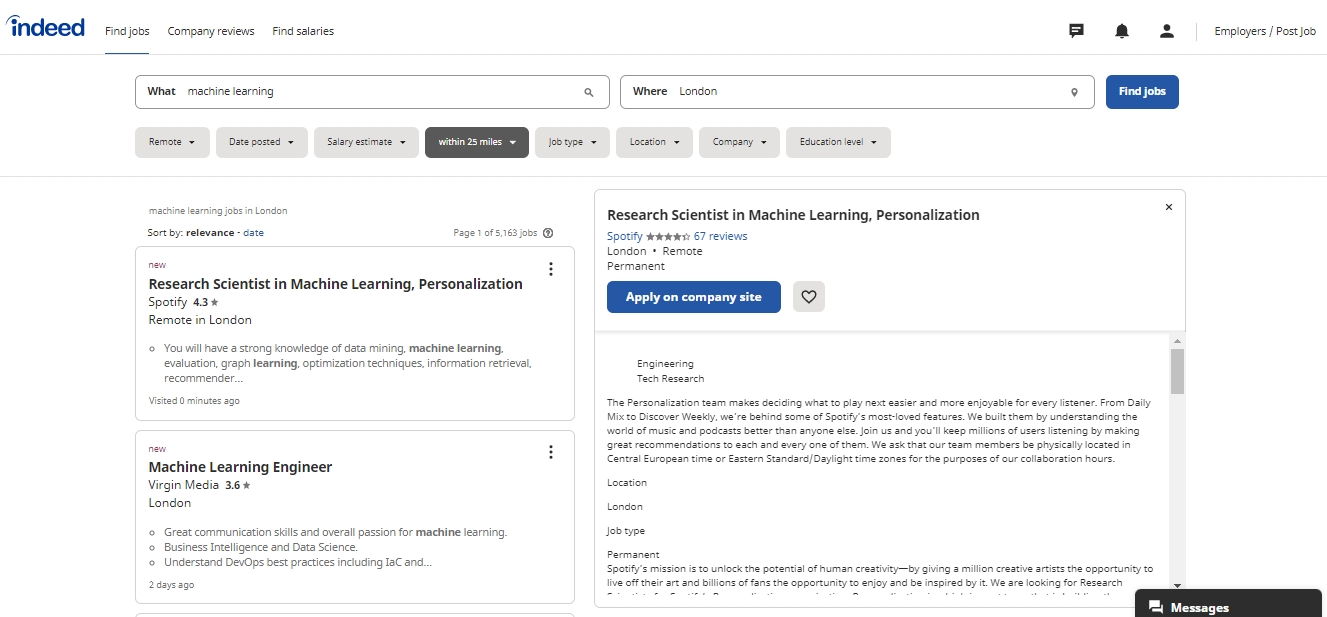 indeed
Find jobs Company reviews Find salaries Employers / Post Job
What machine learning
Where London
Find jobs
Remote Date posted Salary estimate within 25 miles Job type Location Company Education level
machine learning jobs in London
Sort by: relevance - date
Page 1 of 5,163 jobs
new
Research Scientist in Machine Learning, Personalization
Spotify 4.3 ★
Remote in London
You will have a strong knowledge of data mining, machine learning,
evaluation, graph learning, optimization techniques, information retrieval,
recommender...
Visited 0 minutes ago
new
Machine Learning Engineer
Virgin Media 3.6 ★
London
Great communication skills and overall passion for machine learning.
Business Intelligence and Data Science.
Understand DevOps best practices including IaC and...
2 days ago
Research Scientist in Machine Learning, Personalization
Spotify 67 reviews
London • Remote
Permanent
Apply on company site
Engineering
Tech Research
The Personalization team makes deciding what to play next easier and more enjoyable for every listener. From Daily
Mix to Discover Weekly, we're behind some of Spotify's most-loved features. We built them by understanding the
world of music and podcasts better than anyone else. Join us and you'll keep millions of users listening by making
great recommendations to each and every one of them. We ask that our team members be physically located in
Central European time or Eastern Standard/Daylight time zones for the purposes of our collaboration hours.
Location
London
Job type
Permanent
Spotify's mission is to unlock the potential of human creativity—by giving a million creative artists the opportunity to
live off their art and billions of fans the opportunity to enjoy and be inspired by it. We are looking for Research
Messages